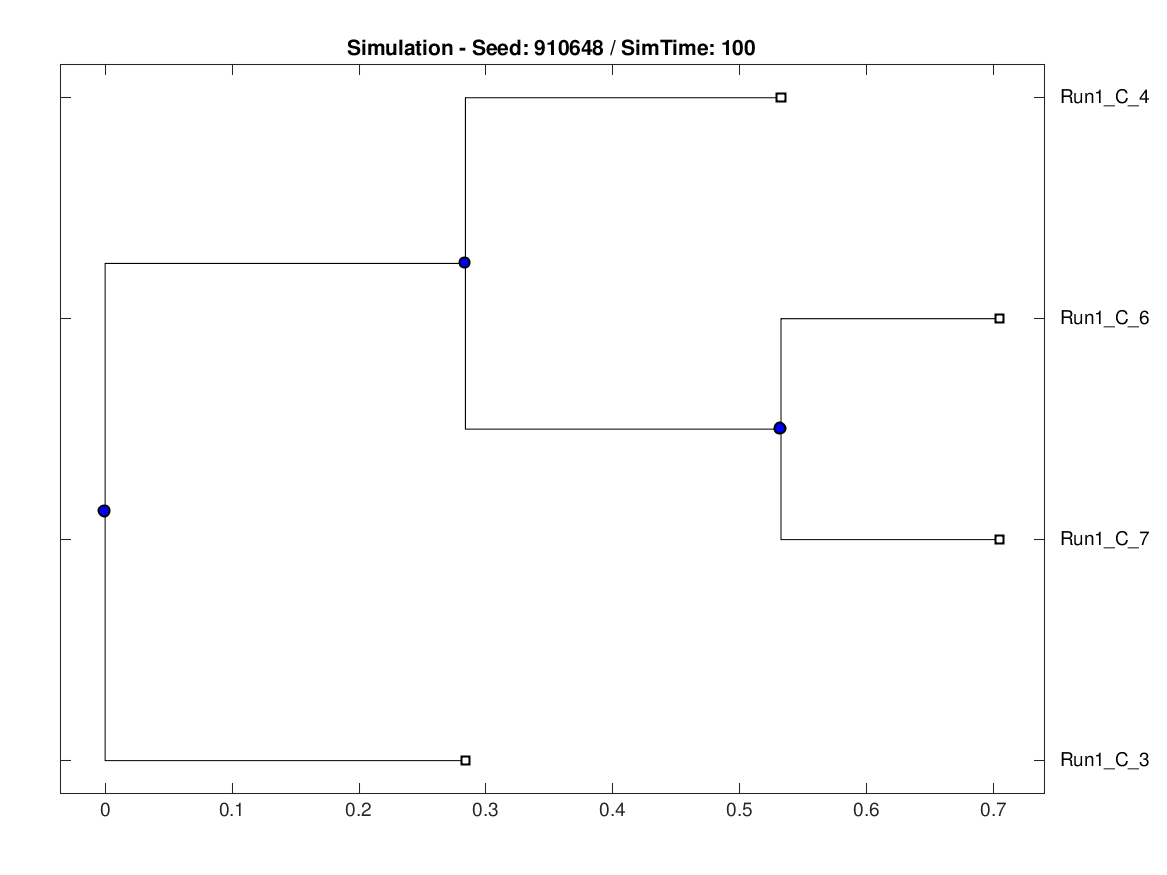 Simulation - Seed: 910648 / SimTime: 100
Run1_C_4
Run1_C_6
Run1_C_7
Run1_C_3
0 0.1 0.2 0.3 0.4 0.5 0.6 0.7